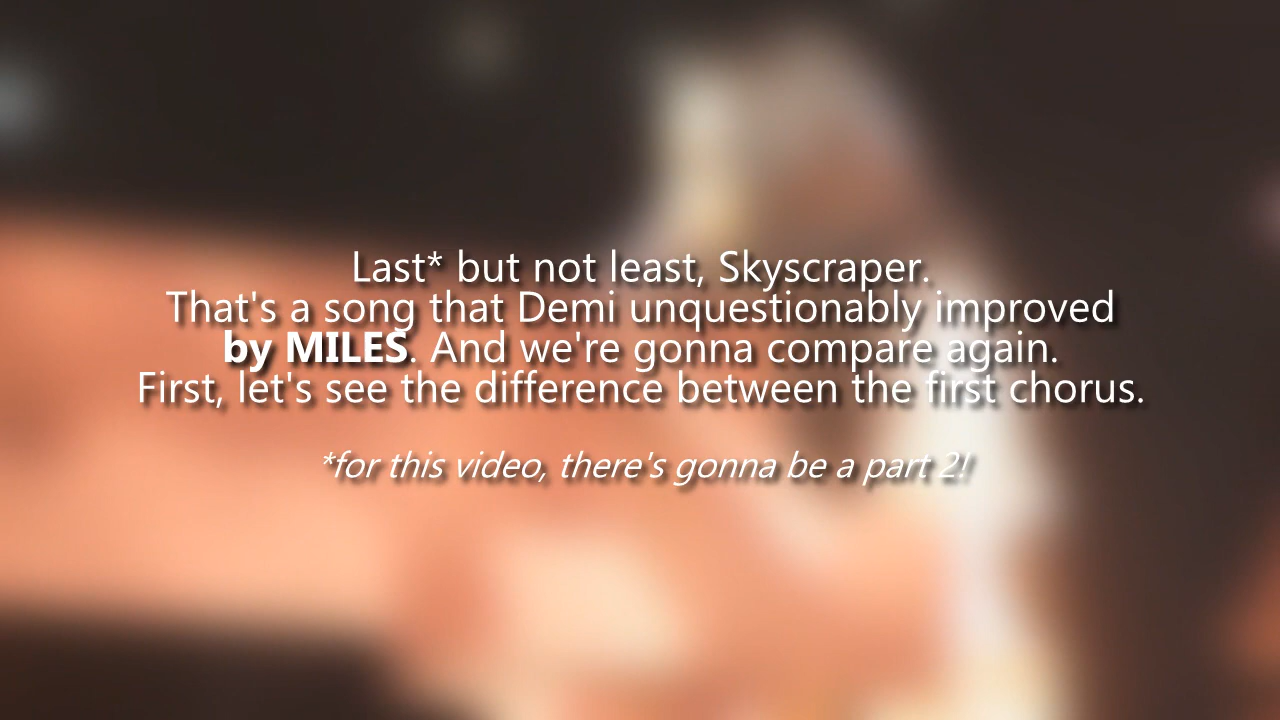 Last* but not least, Skyscraper.
That's a song that Demi unquestionably improved
by MILES. And we're gonna compare again.
First, let's see the difference between the first chorus.
*for this video, there's gonna be a part 2!